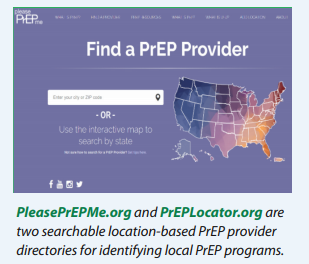 please
PrEP
me
Find a PrEP Provider
Enter your city or ZIP code
- OR -
Use the interactive map to
search by state
PleasePrEPMe.org and PrEPLocator.org are
two searchable location-based PrEP provider
directories for identifying local PrEP programs.